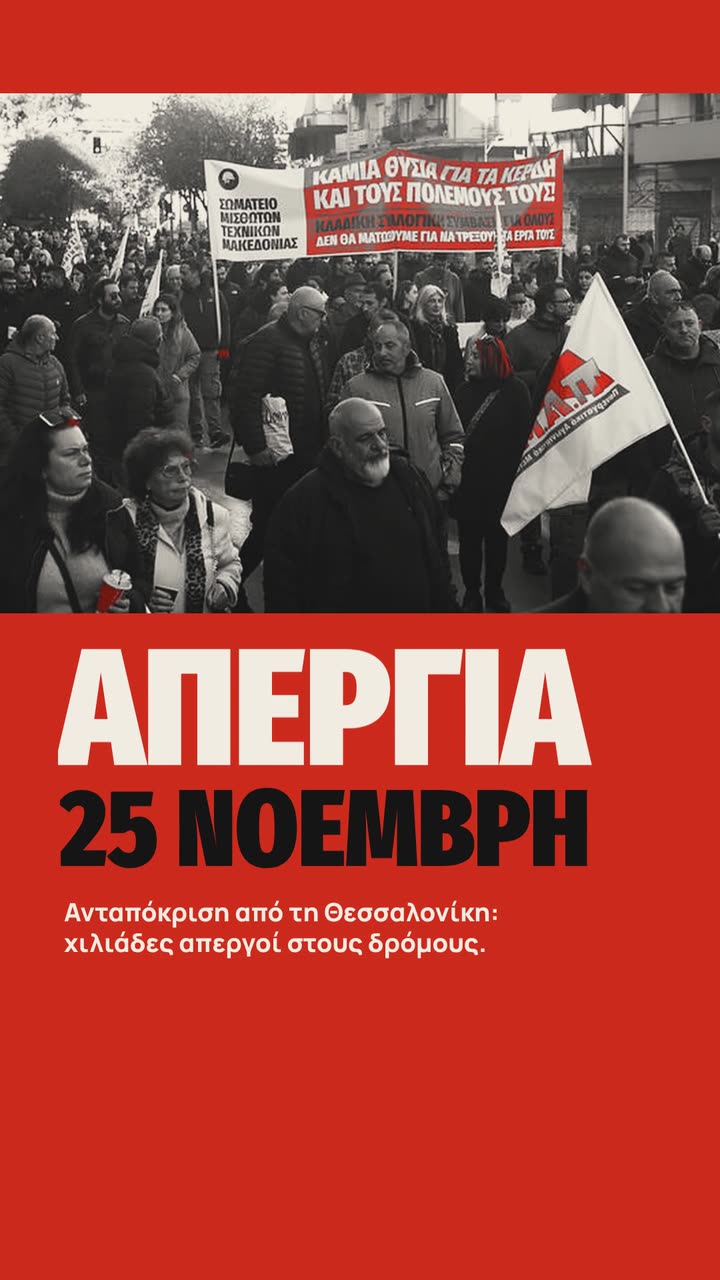 ΣΩΜΑΤΕΙΟ
ΜΙΣΘΩΤΩΝ
ΤΕΧΝΙΚΩΝ
ΜΑΚΕΔΟΝΙΑΣ
ΚΑΜΙΑ ΘΥΣΙΑ ΓΙΑ ΤΑ ΚΕΡΔΗ
ΚΑΙ ΤΟΥΣ ΠΟΛΕΜΟΥΣ ΤΟΥΣ!
ΚΛΑΔΙΚΗ ΣΥΛΛΟΓΙΚΗ ΣΥΜΒΑΣΗ ΓΙΑ ΟΛΟΥΣ
ΔΕΝ ΘΑ ΜΑΤΩΣΟΥΜΕ ΓΙΑ ΝΑ ΤΡΕΞΟΥΝ ΤΑ ΕΡΓΑ ΤΟΥΣ
ΑΠΕΡΓΙΑ
25 ΝΟΕΜΒΡΗ
Ανταπόκριση από τη Θεσσαλονίκη:
χιλιάδες απεργοί στους δρόμους.